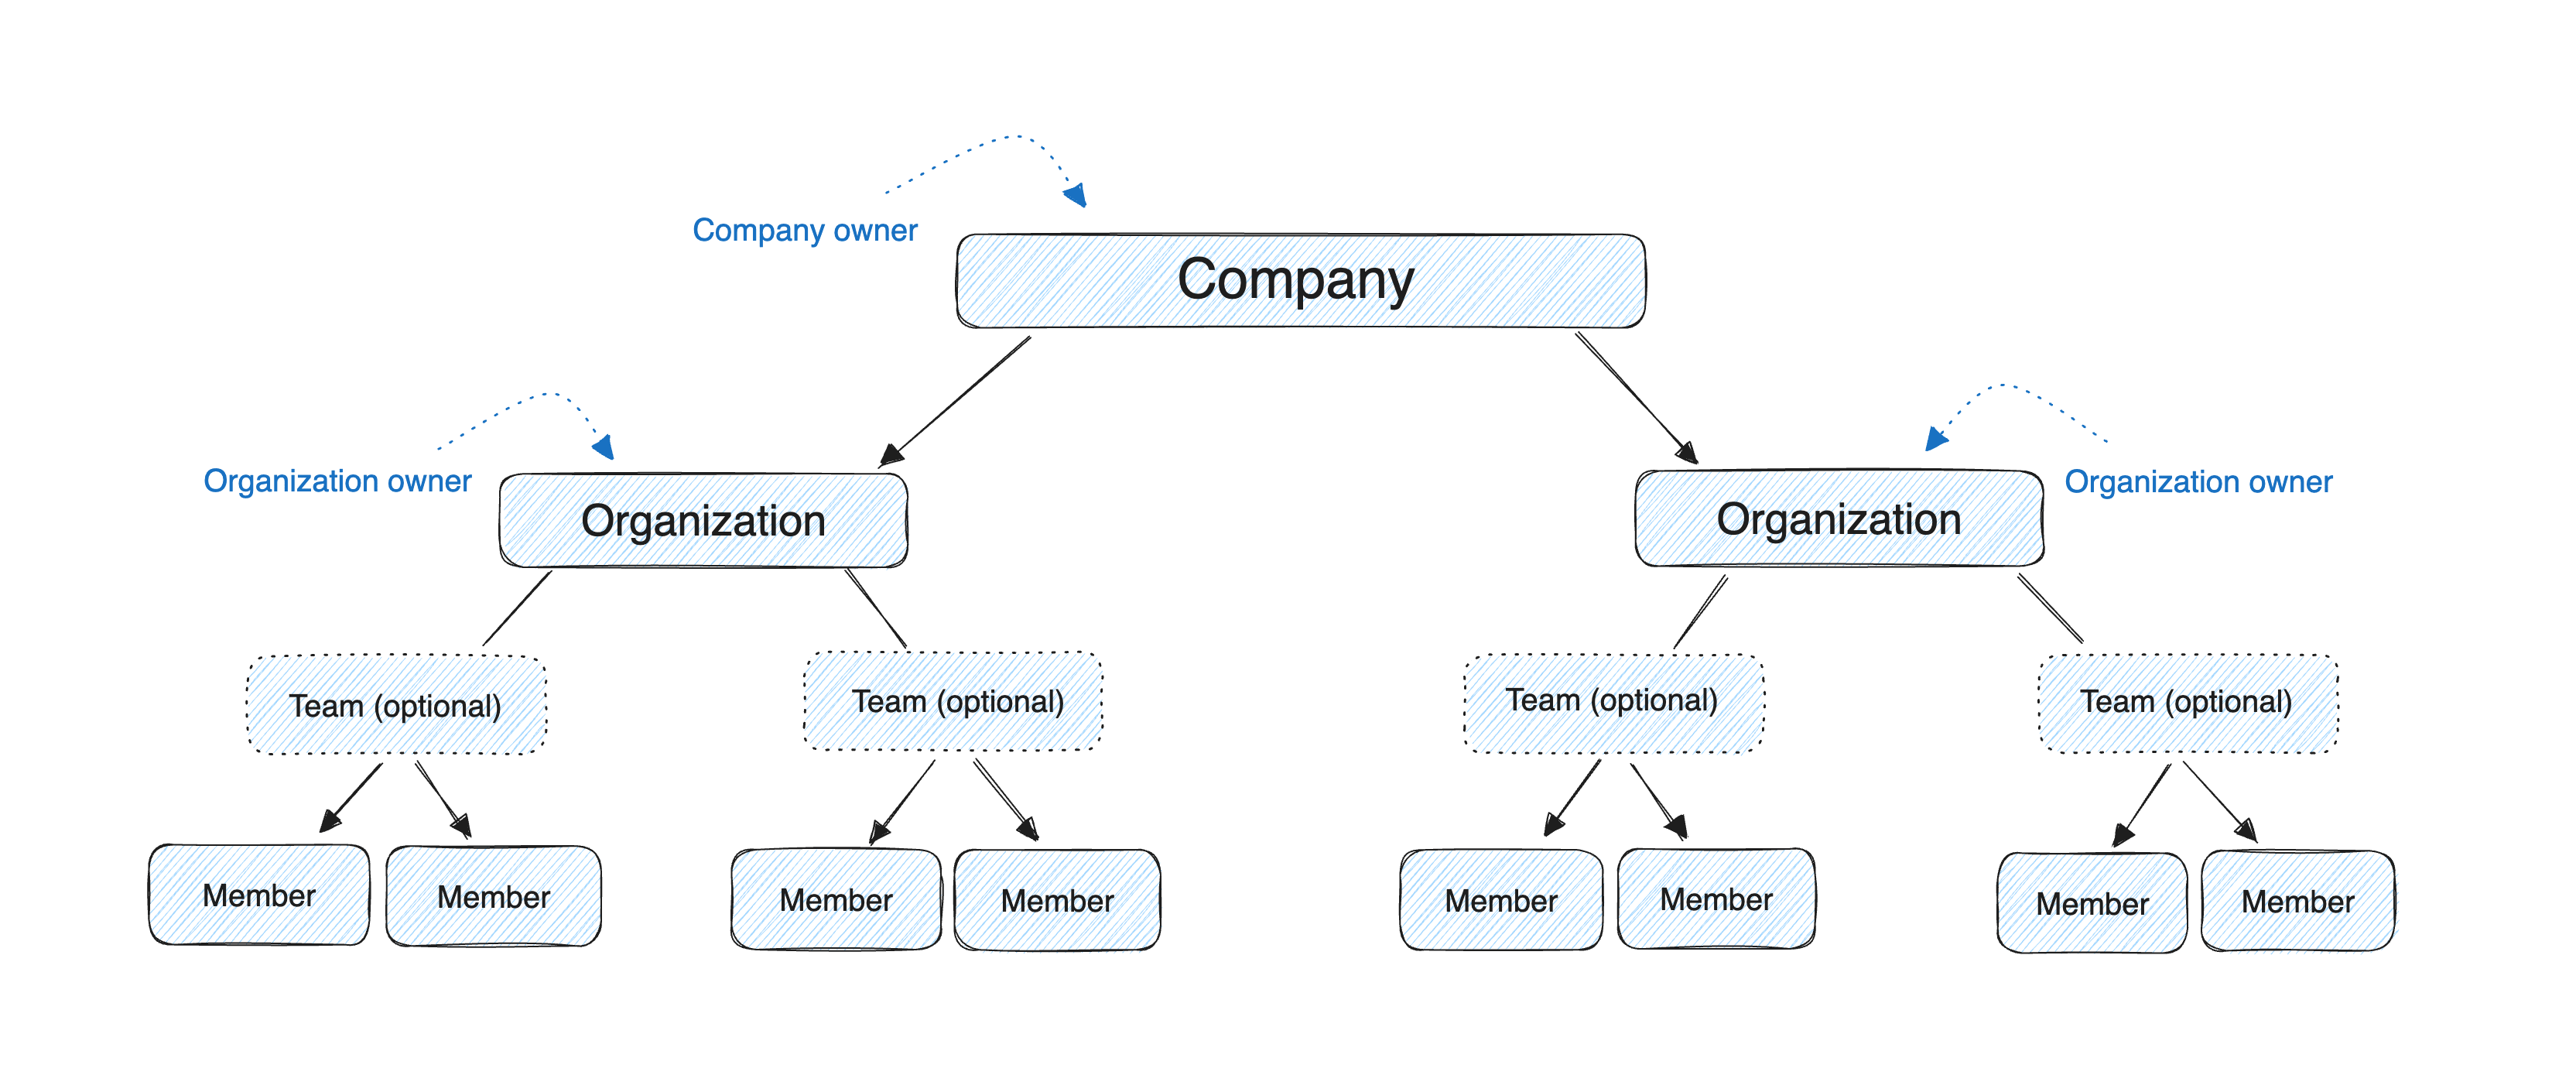 Company owner
Company
Organization owner
Organization
Organization
Organization owner
Team (optional)
Team (optional)
Team (optional)
Team (optional)
Member
Member
Member
Member
Member
Member
Member
Member